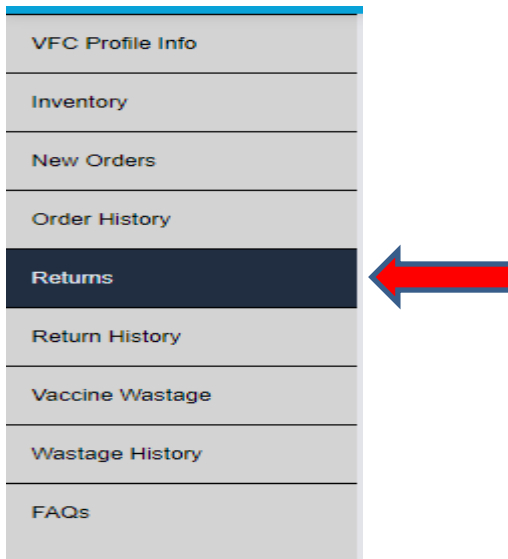 VFC Profile Info
Inventory
New Orders
Order History
Returns
Return History
Vaccine Wastage
Wastage History
FAQs